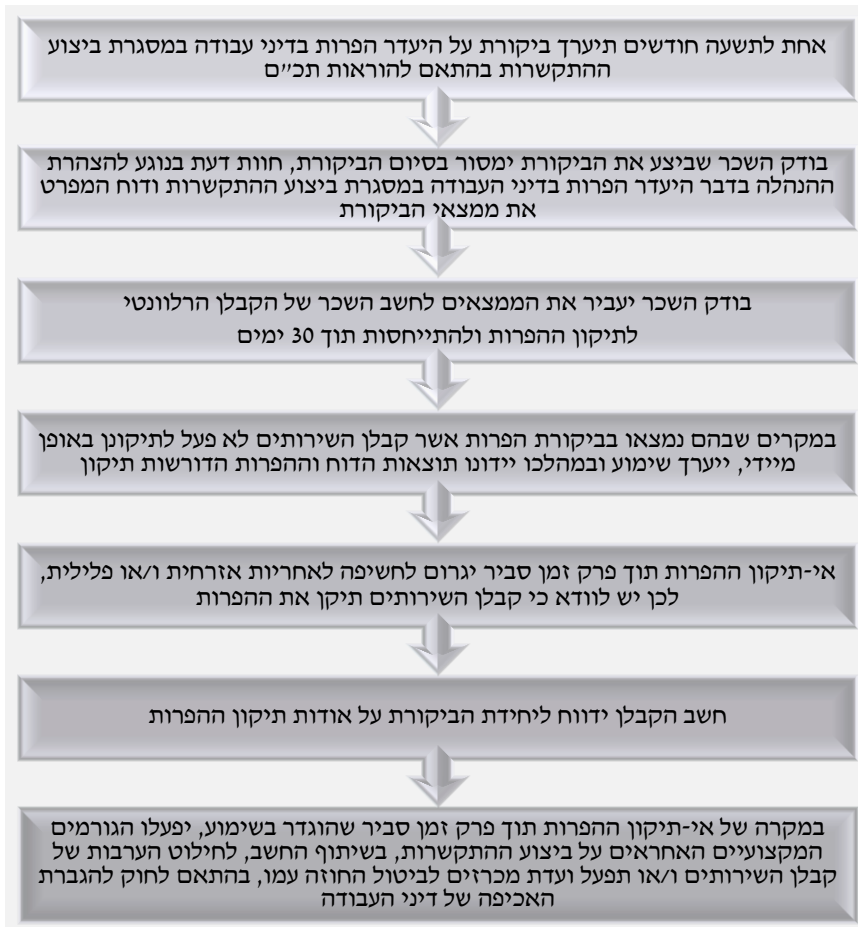 אחת לתשעה חודשים תיערך ביקורת על היעדר הפרות בדיני עבודה במסגרת ביצוע
ההתקשרות בהתאם להוראות תכ״ם
בודק השכר שביצע את הביקורת ימסור בסיום הביקורת, חוות דעת בנוגע להצהרת
ההנהלה בדבר היעדר הפרות בדיני העבודה במסגרת ביצוע ההתקשרות ודוח המפרט
את ממצאי הביקורת
בודק השכר יעביר את הממצאים לחשב השכר של הקבלן הרלוונטי
לתיקון ההפרות ולהתייחסות תוך 30 ימים
במקרים שבהם נמצאו בביקורת הפרות אשר קבלן השירותים לא פעל לתיקונן באופן
מיידי, ייערך שימוע ובמהלכו יידונו תוצאות הדוח וההפרות הדורשות תיקון
אי-תיקון ההפרות תוך פרק זמן סביר יגרום לחשיפה לאחריות אזרחית ו/או פלילית,
לכן יש לוודא כי קבלן השירותים תיקן את ההפרות
חשב הקבלן ידווח ליחידת הביקורת על אודות תיקון ההפרות
במקרה של אי-תיקון ההפרות תוך פרק זמן סביר שהוגדר בשימוע, יפעלו הגורמים
המקצועיים האחראים על ביצוע ההתקשרות, בשיתוף החשב, לחילוט הערבות של
קבלן השירותים ו/או תפעל ועדת מכרזים לביטול החוזה עמו, בהתאם לחוק להגברת
האכיפה של דיני העבודה